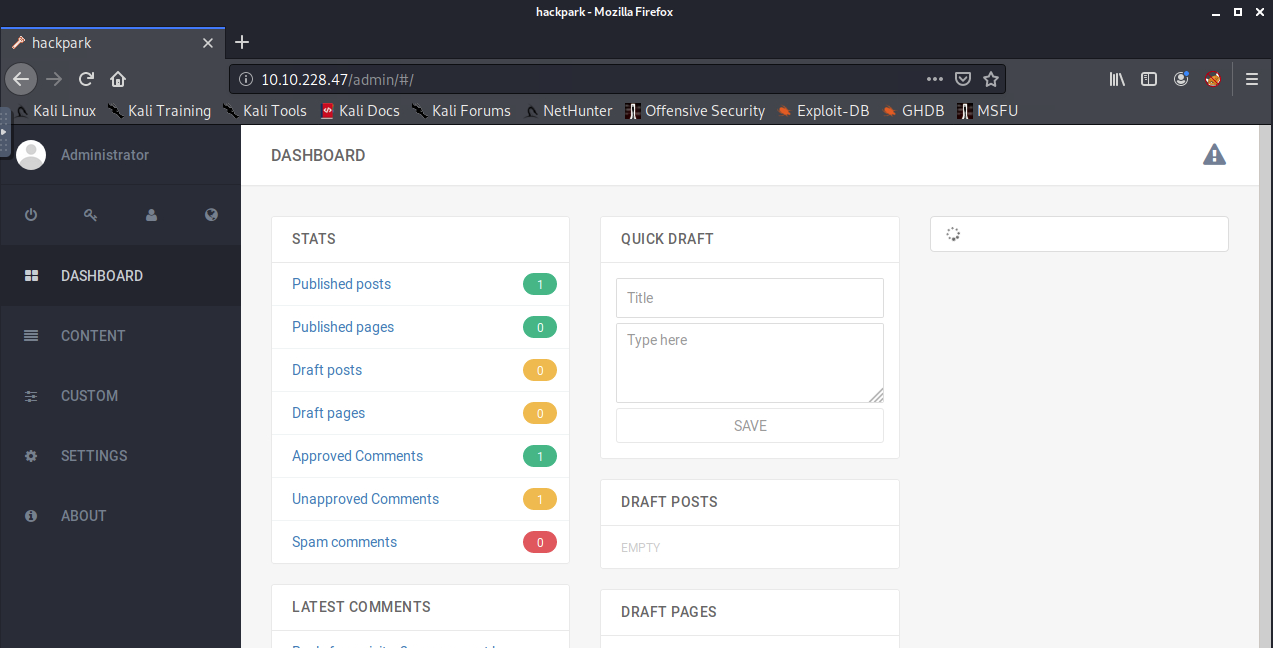 hackpark - Mozilla Firefox
hackpark
10.10.228.47/admin/#/
Kali Linux Kali Training Kali Tools Kali Docs Kali Forums NetHunter Offensive Security Exploit-DB GHDB MSFU
Administrator
DASHBOARD
CONTENT
CUSTOM
SETTINGS
ABOUT
DASHBOARD
STATS
Published posts 1
Published pages 0
Draft posts 0
Draft pages 0
Approved Comments 1
Unapproved Comments 1
Spam comments 0
LATEST COMMENTS
QUICK DRAFT
Title
Type here
SAVE
DRAFT POSTS
EMPTY
DRAFT PAGES